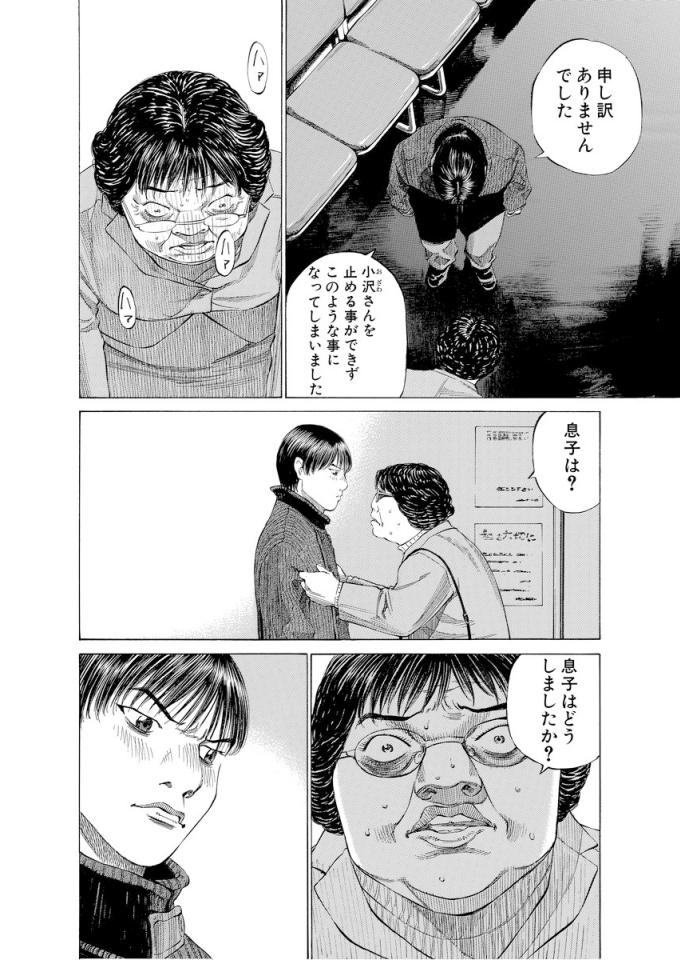 申し訳
ありません
でした
小沢さんを
おざわ
止める事ができず
このような事に
なってしまいました
ハァ
ハァ
ハァ
息子は?
息子はどう
しましたか?